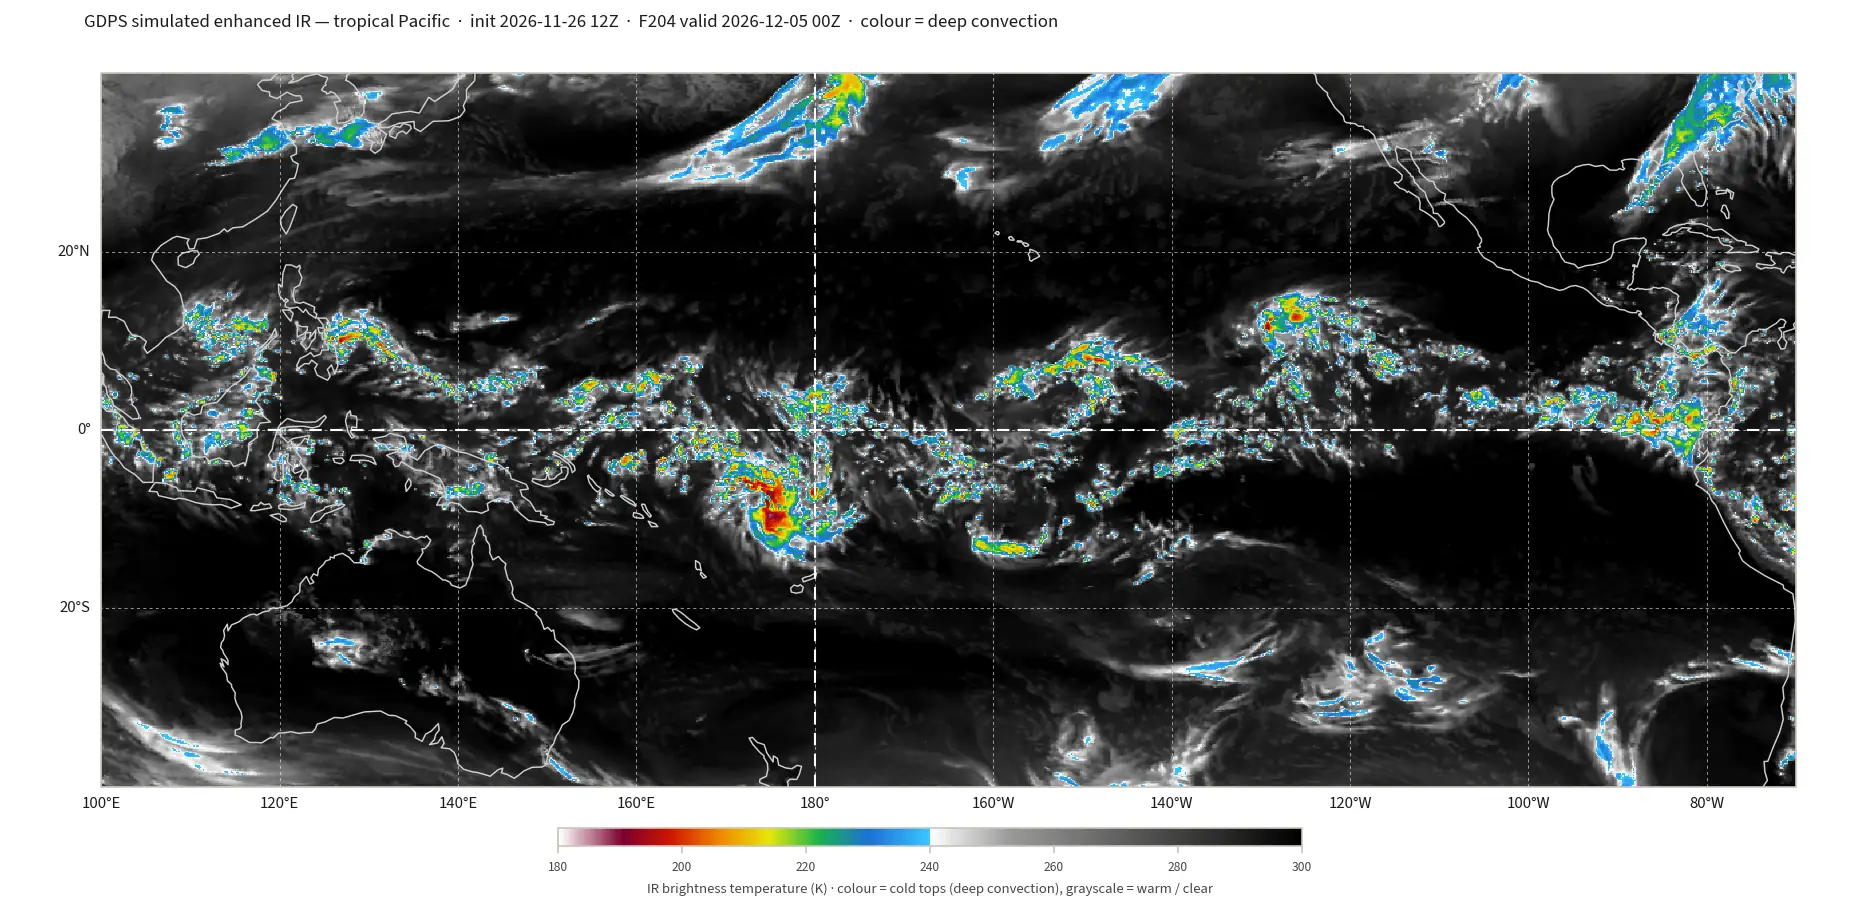 GDPS simulated enhanced IR — tropical Pacific · init 2026-11-26 12Z · F204 valid 2026-12-05 00Z · colour = deep convection
20°N
0°
20°S
100°E 120°E 140°E 160°E 180° 160°W 140°W 120°W 100°W 80°W
180 200 220 240 260 280 300
IR brightness temperature (K) · colour = cold tops (deep convection), grayscale = warm / clear